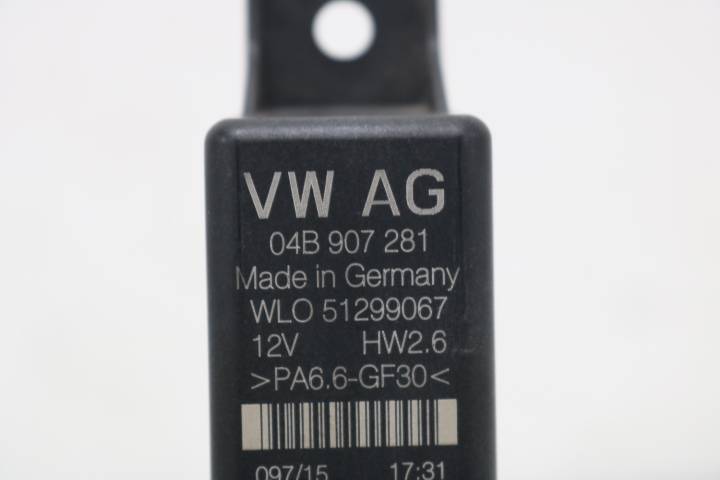 VW AG
04B 907 281
Made in Germany
WLO 51299067
12V HW2.6
>PA6.6-GF30<
097/15 17:31